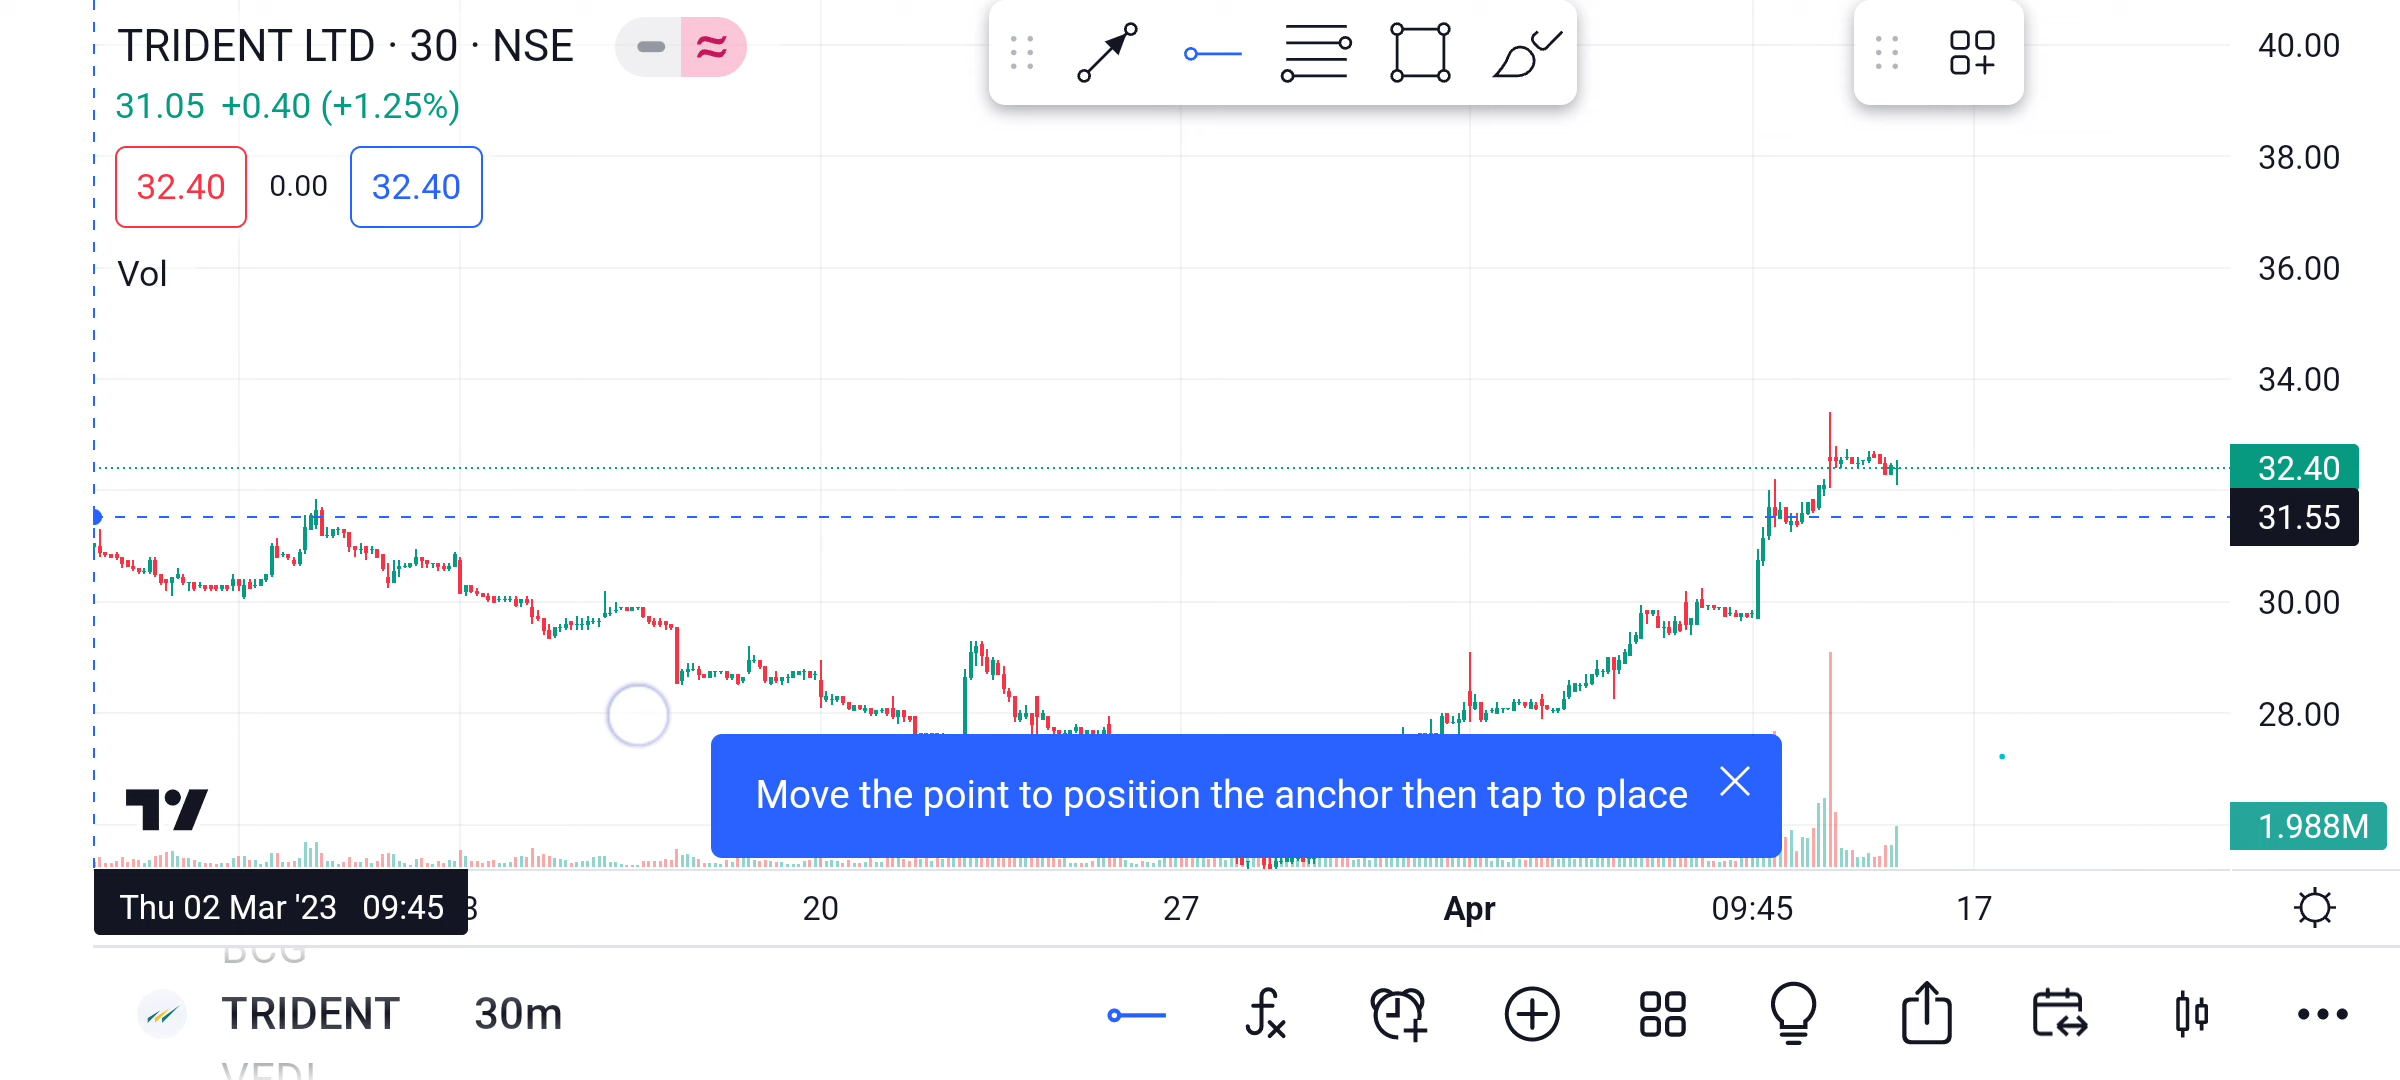 TRIDENT LTD · 30 · NSE
31.05 +0.40 (+1.25%)
32.40 0.00 32.40
Vol
40.00
38.00
36.00
34.00
32.40
31.55
30.00
28.00
1.988M
Move the point to position the anchor then tap to place
Thu 02 Mar '23 09:45
20 27 Apr 09:45 17
BCG
TRIDENT 30m
VEDL